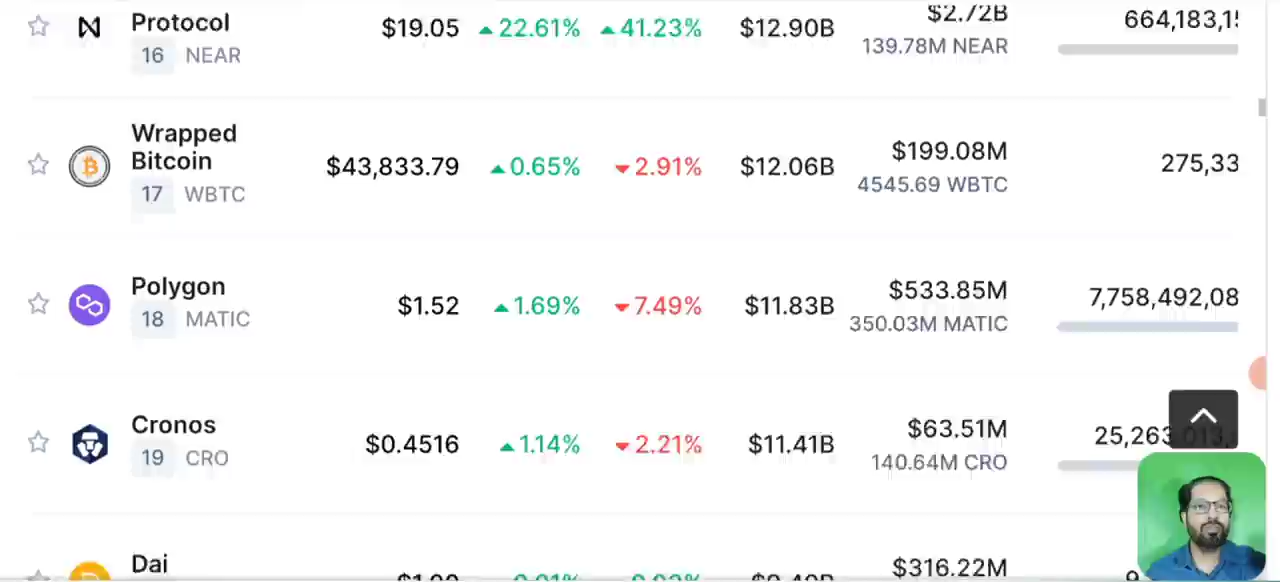 Protocol
16 NEAR
$19.05 22.61% 41.23% $12.90B $2.72B 664,183,1
139.78M NEAR
Wrapped
Bitcoin
17 WBTC
$43,833.79 0.65% 2.91% $12.06B $199.08M 275,33
4545.69 WBTC
Polygon
18 MATIC
$1.52 1.69% 7.49% $11.83B $533.85M 7,758,492,08
350.03M MATIC
Cronos
19 CRO
$0.4516 1.14% 2.21% $11.41B $63.51M 25,263,013,
140.64M CRO
Dai
$316.22M